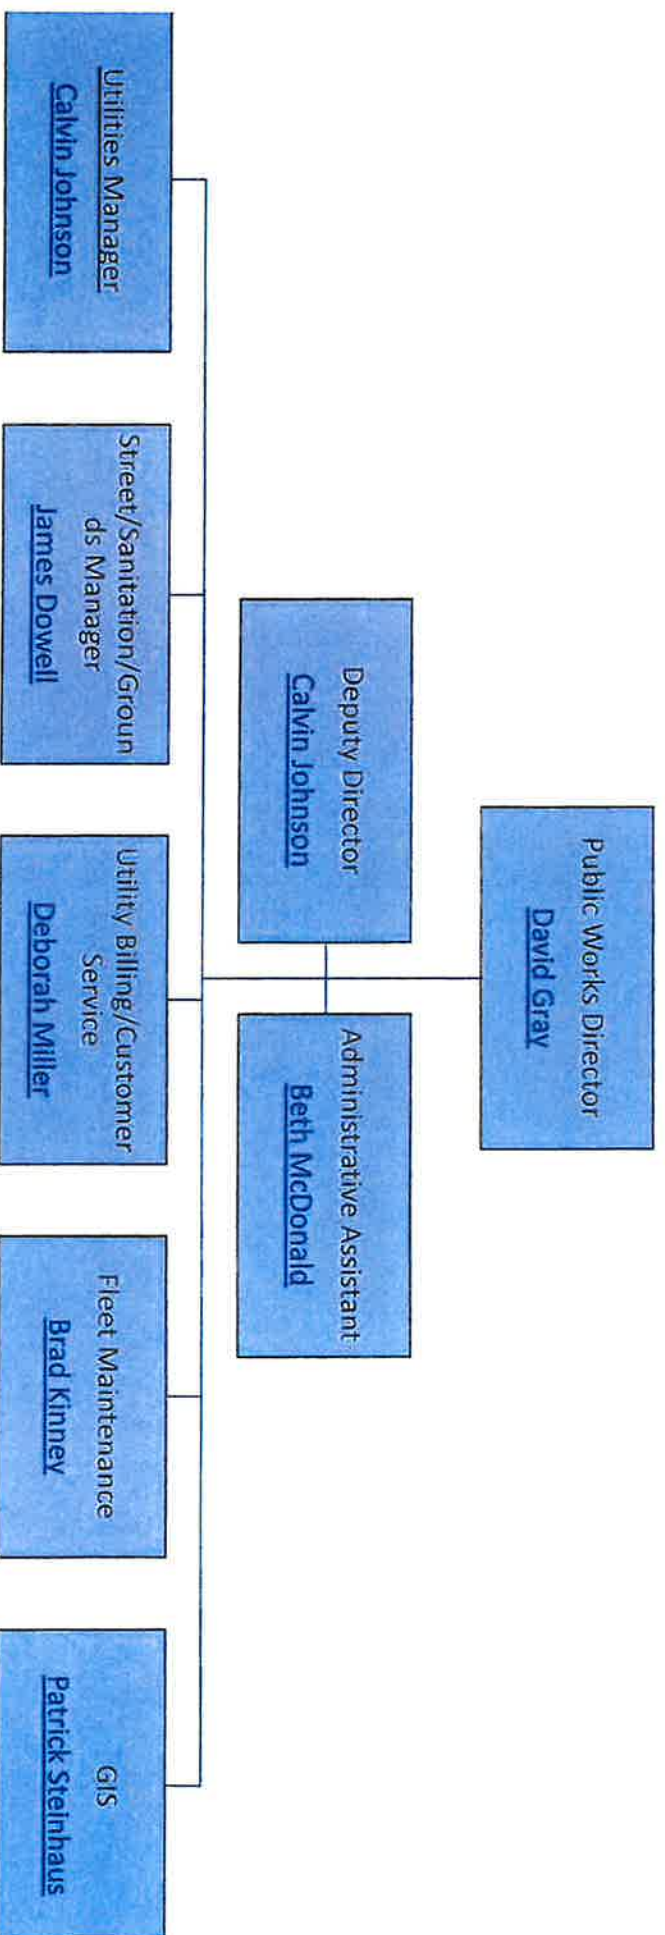 Public Works Director
David Gray
Deputy Director
Calvin Johnson
Administrative Assistant
Beth McDonald
Utilities Manager
Calvin Johnson
Street/Sanitation/Groun
ds Manager
James Dowell
Utility Billing/Customer
Service
Deborah Miller
Fleet Maintenance
Brad Kinney
GIS
Patrick Steinhaus